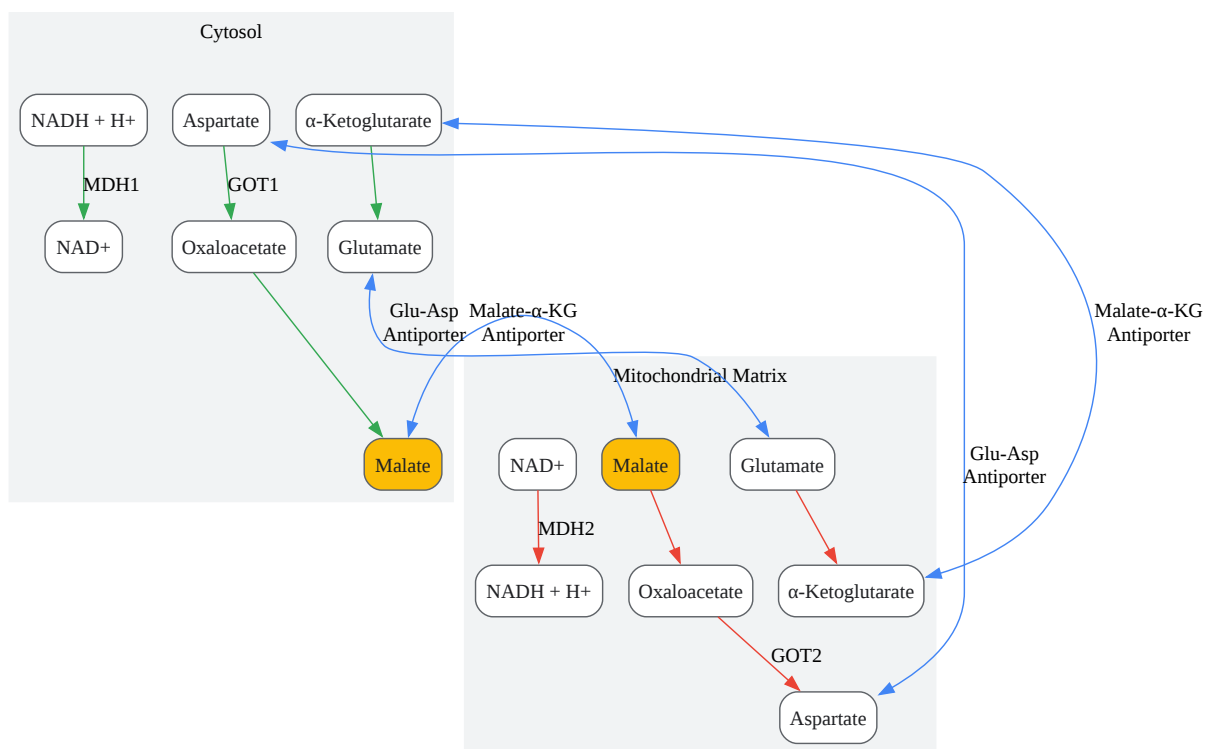 Cytosol
NADH + H+
Aspartate
α-Ketoglutarate
MDH1
GOT1
NAD+
Oxaloacetate
Glutamate
Glu-Asp
Antiporter
Malate-α-KG
Antiporter
Malate-α-KG
Antiporter
Mitochondrial Matrix
Malate
NAD+
Malate
Glutamate
Glu-Asp
Antiporter
MDH2
NADH + H+
Oxaloacetate
α-Ketoglutarate
GOT2
Aspartate